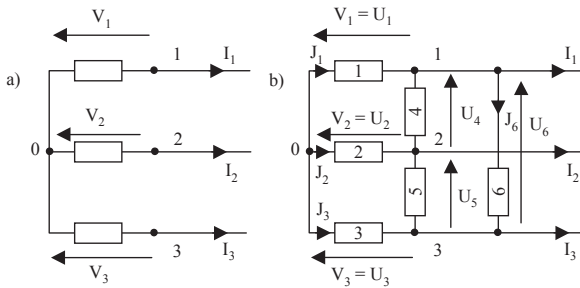 a)
V1
1
I1
V2
0
2
I2
V3
3
I3
b)
V1 = U1
J1
1
1
I1
4
U4
J6
U6
V2 = U2
0
J2
2
2
I2
5
U5
6
J3
3
3
I3
V3 = U3